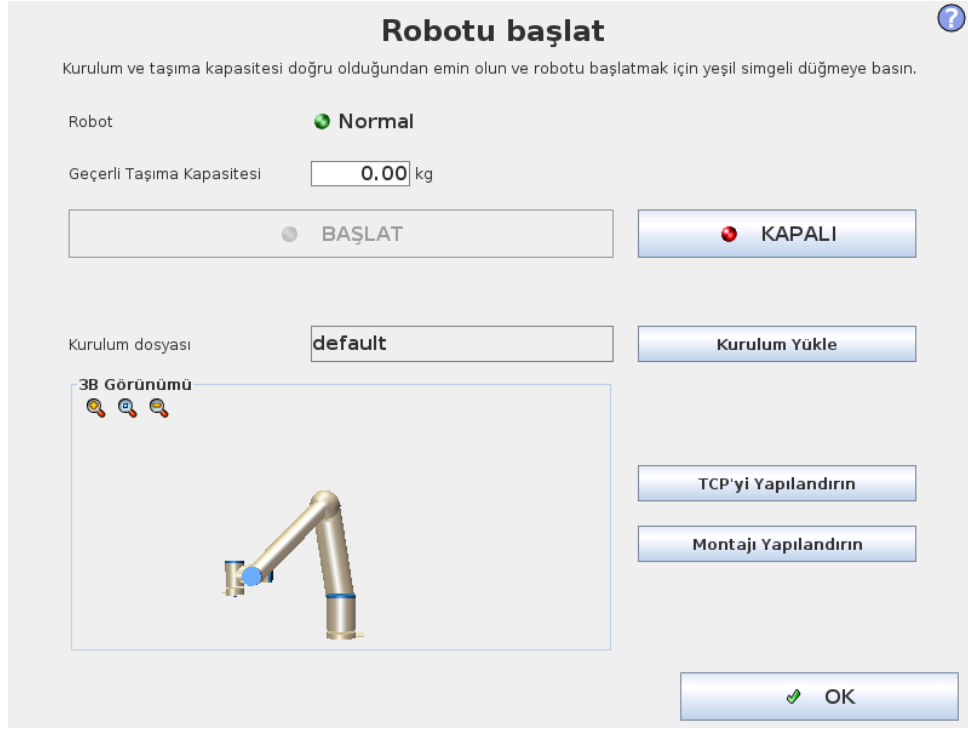 Robotu başlat
?
Kurulum ve taşıma kapasitesi doğru olduğundan emin olun ve robotu başlatmak için yeşil simgeli düğmeye basın.
Robot
Normal
Geçerli Taşıma Kapasitesi
0.00 kg
BAŞLAT
KAPALI
Kurulum dosyası
default
Kurulum Yükle
3B Görünümü
TCP'yi Yapılandırın
Montajı Yapılandırın
OK